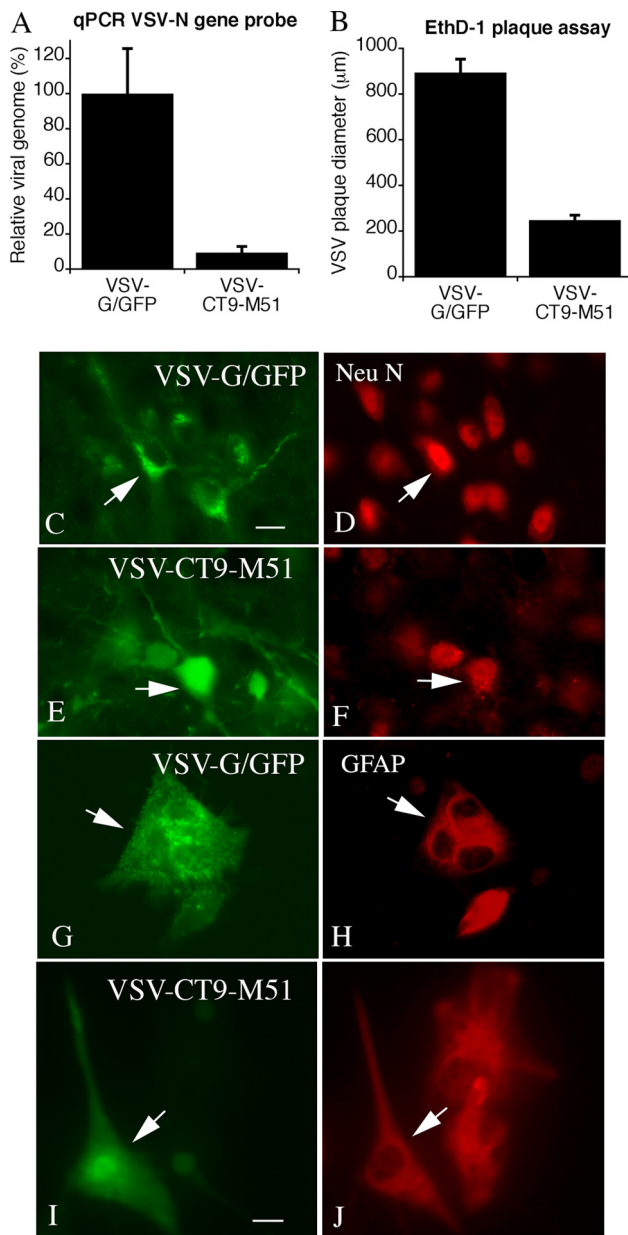 A
qPCR VSV-N gene probe
Relative viral genome (%)
120
100
80
60
40
20
0
VSV-
G/GFP
VSV-
CT9-M51
B
EthD-1 plaque assay
VSV plaque diameter (μm)
1000
800
600
400
200
0
VSV-
G/GFP
VSV-
CT9-M51
VSV-G/GFP
C
Neu N
D
VSV-CT9-M51
E
F
VSV-G/GFP
G
GFAP
H
VSV-CT9-M51
I
J